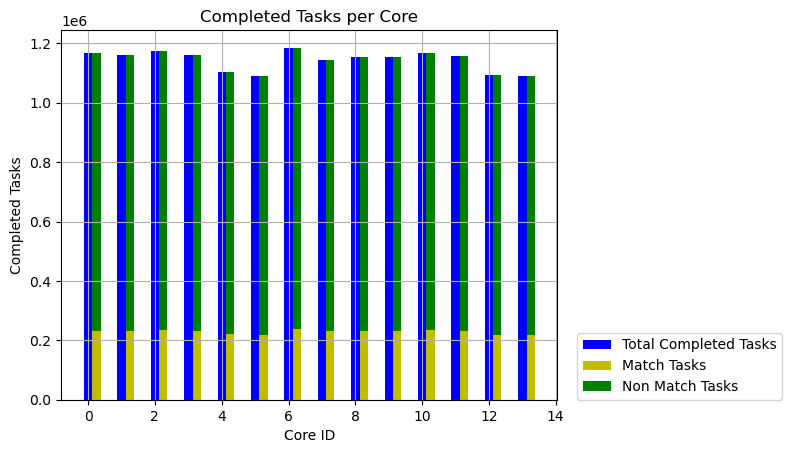 Completed Tasks per Core
1e6
1.2
1.0
0.8
0.6
0.4
0.2
0.0
Completed Tasks
0 2 4 6 8 10 12 14
Core ID
Total Completed Tasks
Match Tasks
Non Match Tasks